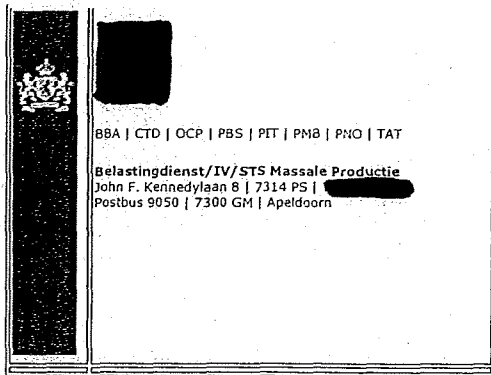 BBA | CTD | OCP | PBS | PIT | PMB | PNO | TAT
Belastingdienst/IV/STS Massale Productie
John F. Kennedylaan 8 | 7314 PS |
Postbus 9050 | 7300 GM | Apeldoorn